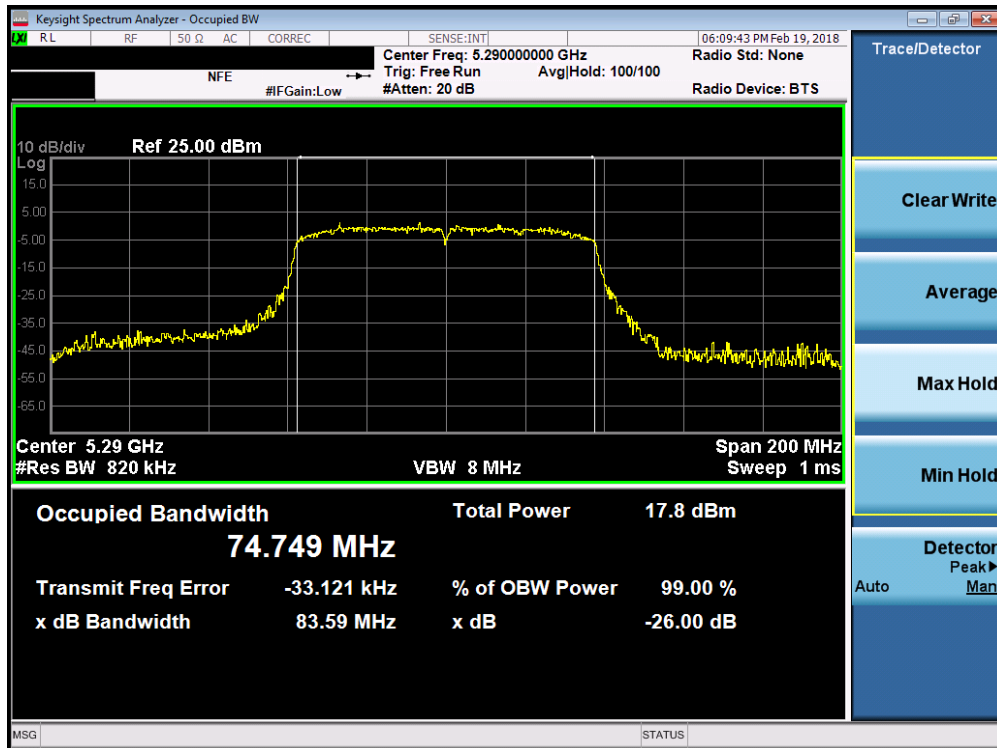 Keysight Spectrum Analyzer - Occupied BW
LXI RL RF 50 Ω AC CORREC SENSE:INT 06:09:43 PM Feb 19, 2018
Center Freq: 5.290000000 GHz Radio Std: None
NFE Trig: Free Run Avg|Hold: 100/100
#IFGain:Low #Atten: 20 dB Radio Device: BTS
10 dB/div Ref 25.00 dBm
Log
15.0
5.00
-5.00
-15.0
-25.0
-35.0
-45.0
-55.0
-65.0
Center 5.29 GHz Span 200 MHz
#Res BW 820 kHz VBW 8 MHz Sweep 1 ms
Occupied Bandwidth Total Power 17.8 dBm
74.749 MHz
Transmit Freq Error -33.121 kHz % of OBW Power 99.00 %
x dB Bandwidth 83.59 MHz x dB -26.00 dB
Trace/Detector
Clear Write
Average
Max Hold
Min Hold
Detector
Peak▶
Auto Man
MSG STATUS